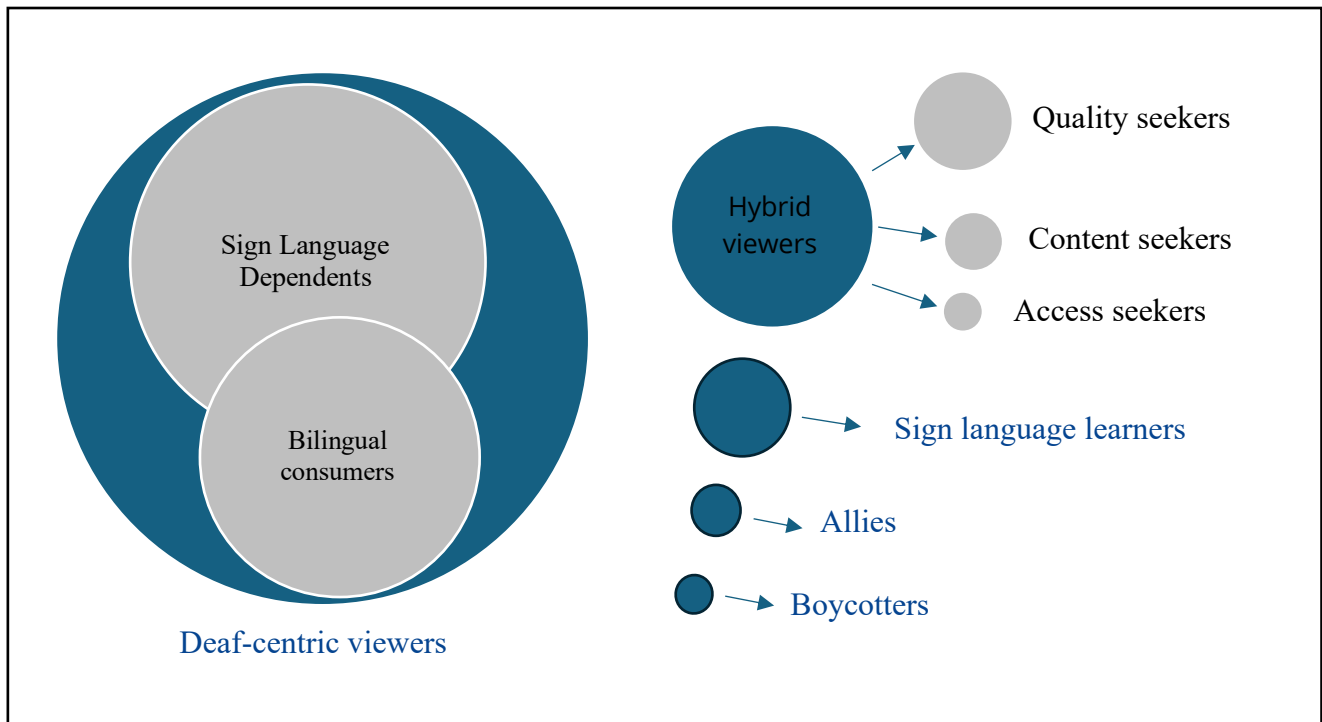 Sign Language
Dependents
Bilingual
consumers
Deaf-centric viewers
Hybrid
viewers
Quality seekers
Content seekers
Access seekers
Sign language learners
Allies
Boycotters